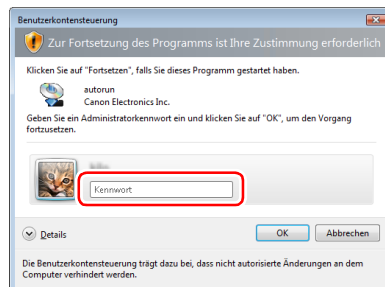 Benutzerkontensteuerung
Zur Fortsetzung des Programms ist Ihre Zustimmung erforderlich
Klicken Sie auf "Fortsetzen", falls Sie dieses Programm gestartet haben.
autorun
Canon Electronics Inc.
Geben Sie ein Administratorkennwort ein und klicken Sie auf "OK", um den Vorgang
fortzusetzen.
Kennwort
Details
OK
Abbrechen
Die Benutzerkontensteuerung trägt dazu bei, dass nicht autorisierte Änderungen an dem
Computer verhindert werden.